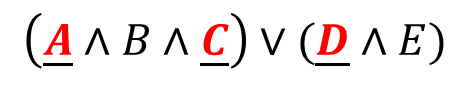 (A ∧ B ∧ C) ∨ (D ∧ E)